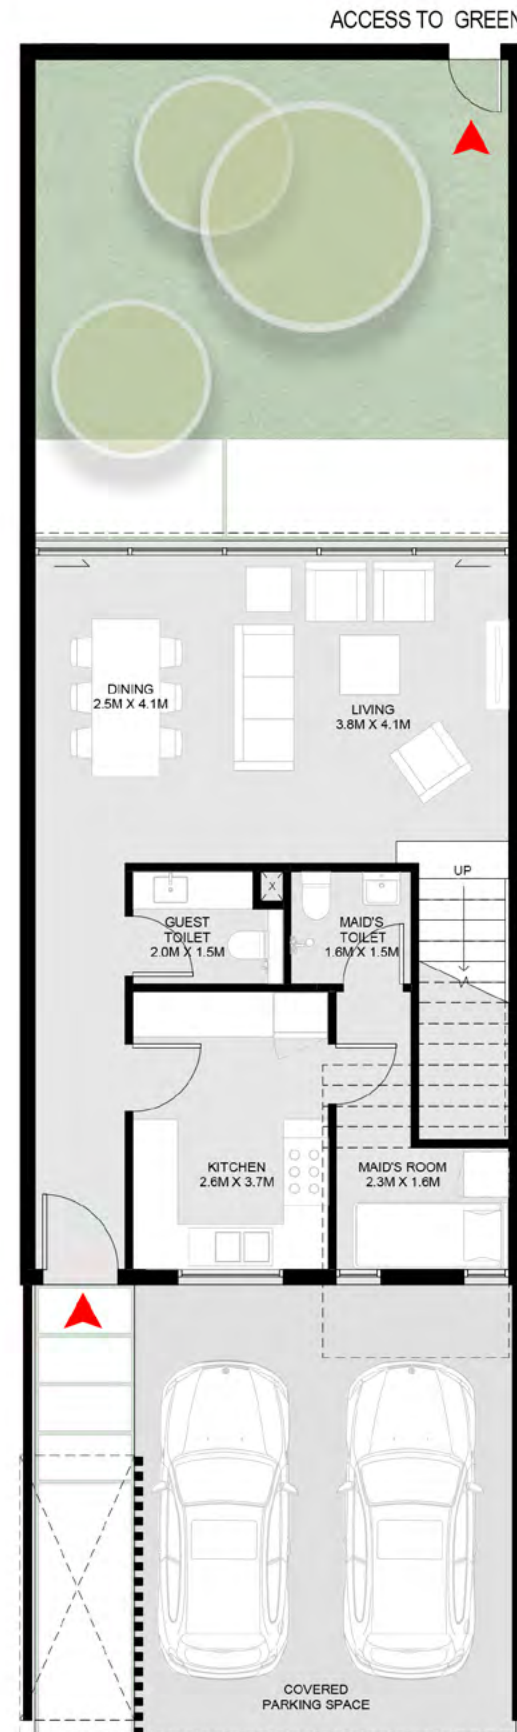 ACCESS TO GREEN
DINING
2.5M X 4.1M
LIVING
3.8M X 4.1M
UP
X
GUEST
TOILET
2.0M X 1.5M
MAID'S
TOILET
1.6M X 1.5M
KITCHEN
2.6M X 3.7M
MAID'S ROOM
2.3M X 1.6M
COVERED
PARKING SPACE